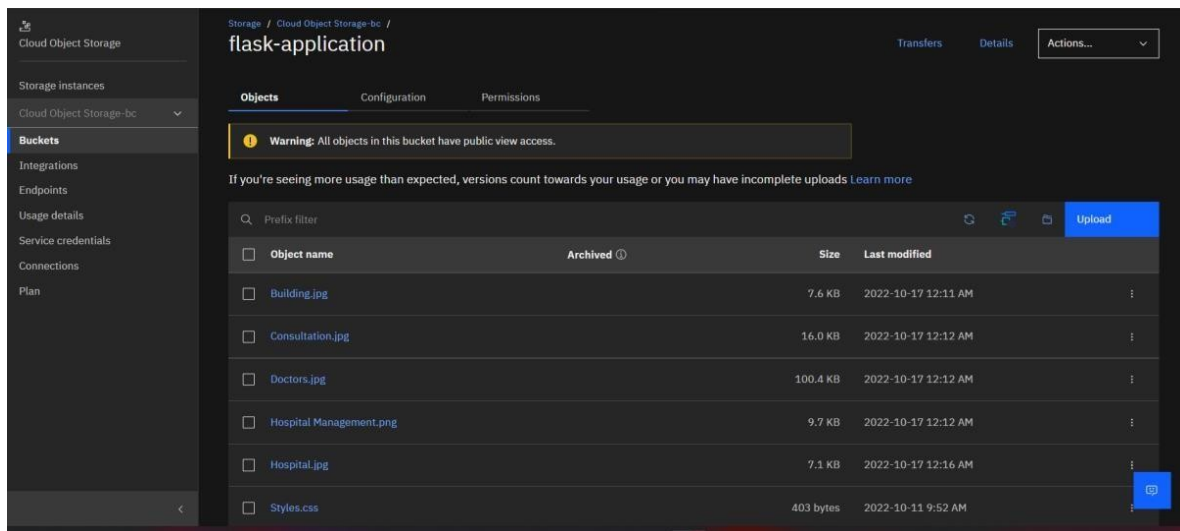 Cloud Object Storage
Storage instances
Cloud Object Storage-bc
Buckets
Integrations
Endpoints
Usage details
Service credentials
Connections
Plan
Storage / Cloud Object Storage-bc /
flask-application
Transfers Details Actions...
Objects Configuration Permissions
Warning: All objects in this bucket have public view access.
If you're seeing more usage than expected, versions count towards your usage or you may have incomplete uploads Learn more
Prefix filter Upload
Object name Archived Size Last modified
Building.jpg 7.6 KB 2022-10-17 12:11 AM
Consultation.jpg 16.0 KB 2022-10-17 12:12 AM
Doctors.jpg 100.4 KB 2022-10-17 12:12 AM
Hospital Management.png 9.7 KB 2022-10-17 12:12 AM
Hospital.jpg 7.1 KB 2022-10-17 12:16 AM
Styles.css 403 bytes 2022-10-11 9:52 AM